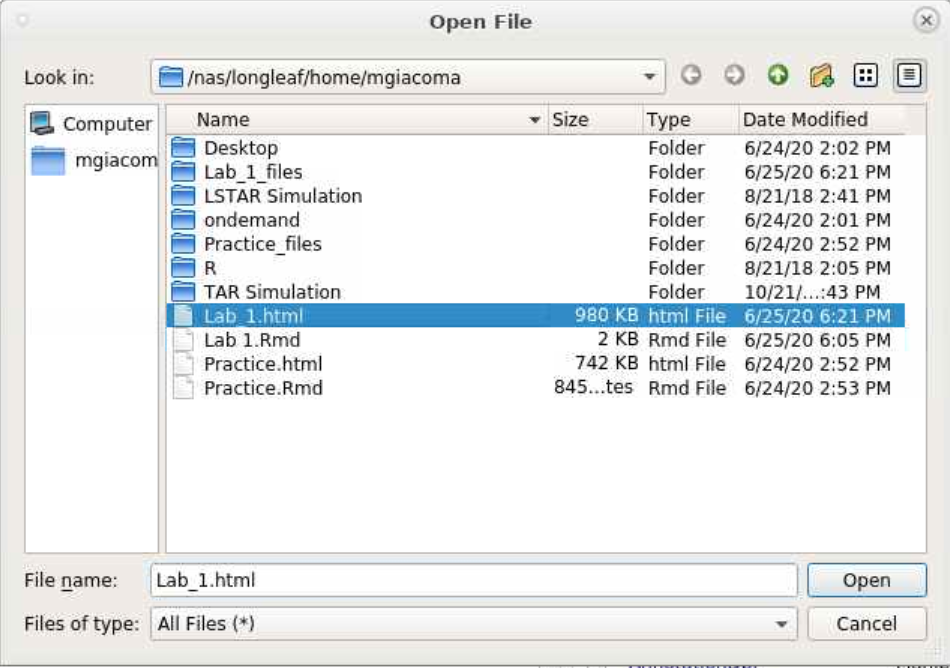 Open File
Look in: /nas/longleaf/home/mgiacoma
Computer
mgiacom
Name Size Type Date Modified
Desktop Folder 6/24/20 2:02 PM
Lab_1_files Folder 6/25/20 6:21 PM
LSTAR Simulation Folder 8/21/18 2:41 PM
ondemand Folder 6/24/20 2:01 PM
Practice_files Folder 6/24/20 2:52 PM
R Folder 8/21/18 2:05 PM
TAR Simulation Folder 10/21/...:43 PM
Lab_1.html 980 KB html File 6/25/20 6:21 PM
Lab 1.Rmd 2 KB Rmd File 6/25/20 6:05 PM
Practice.html 742 KB html File 6/24/20 2:52 PM
Practice.Rmd 845...tes Rmd File 6/24/20 2:53 PM
File name: Lab_1.html Open
Files of type: All Files (*) Cancel